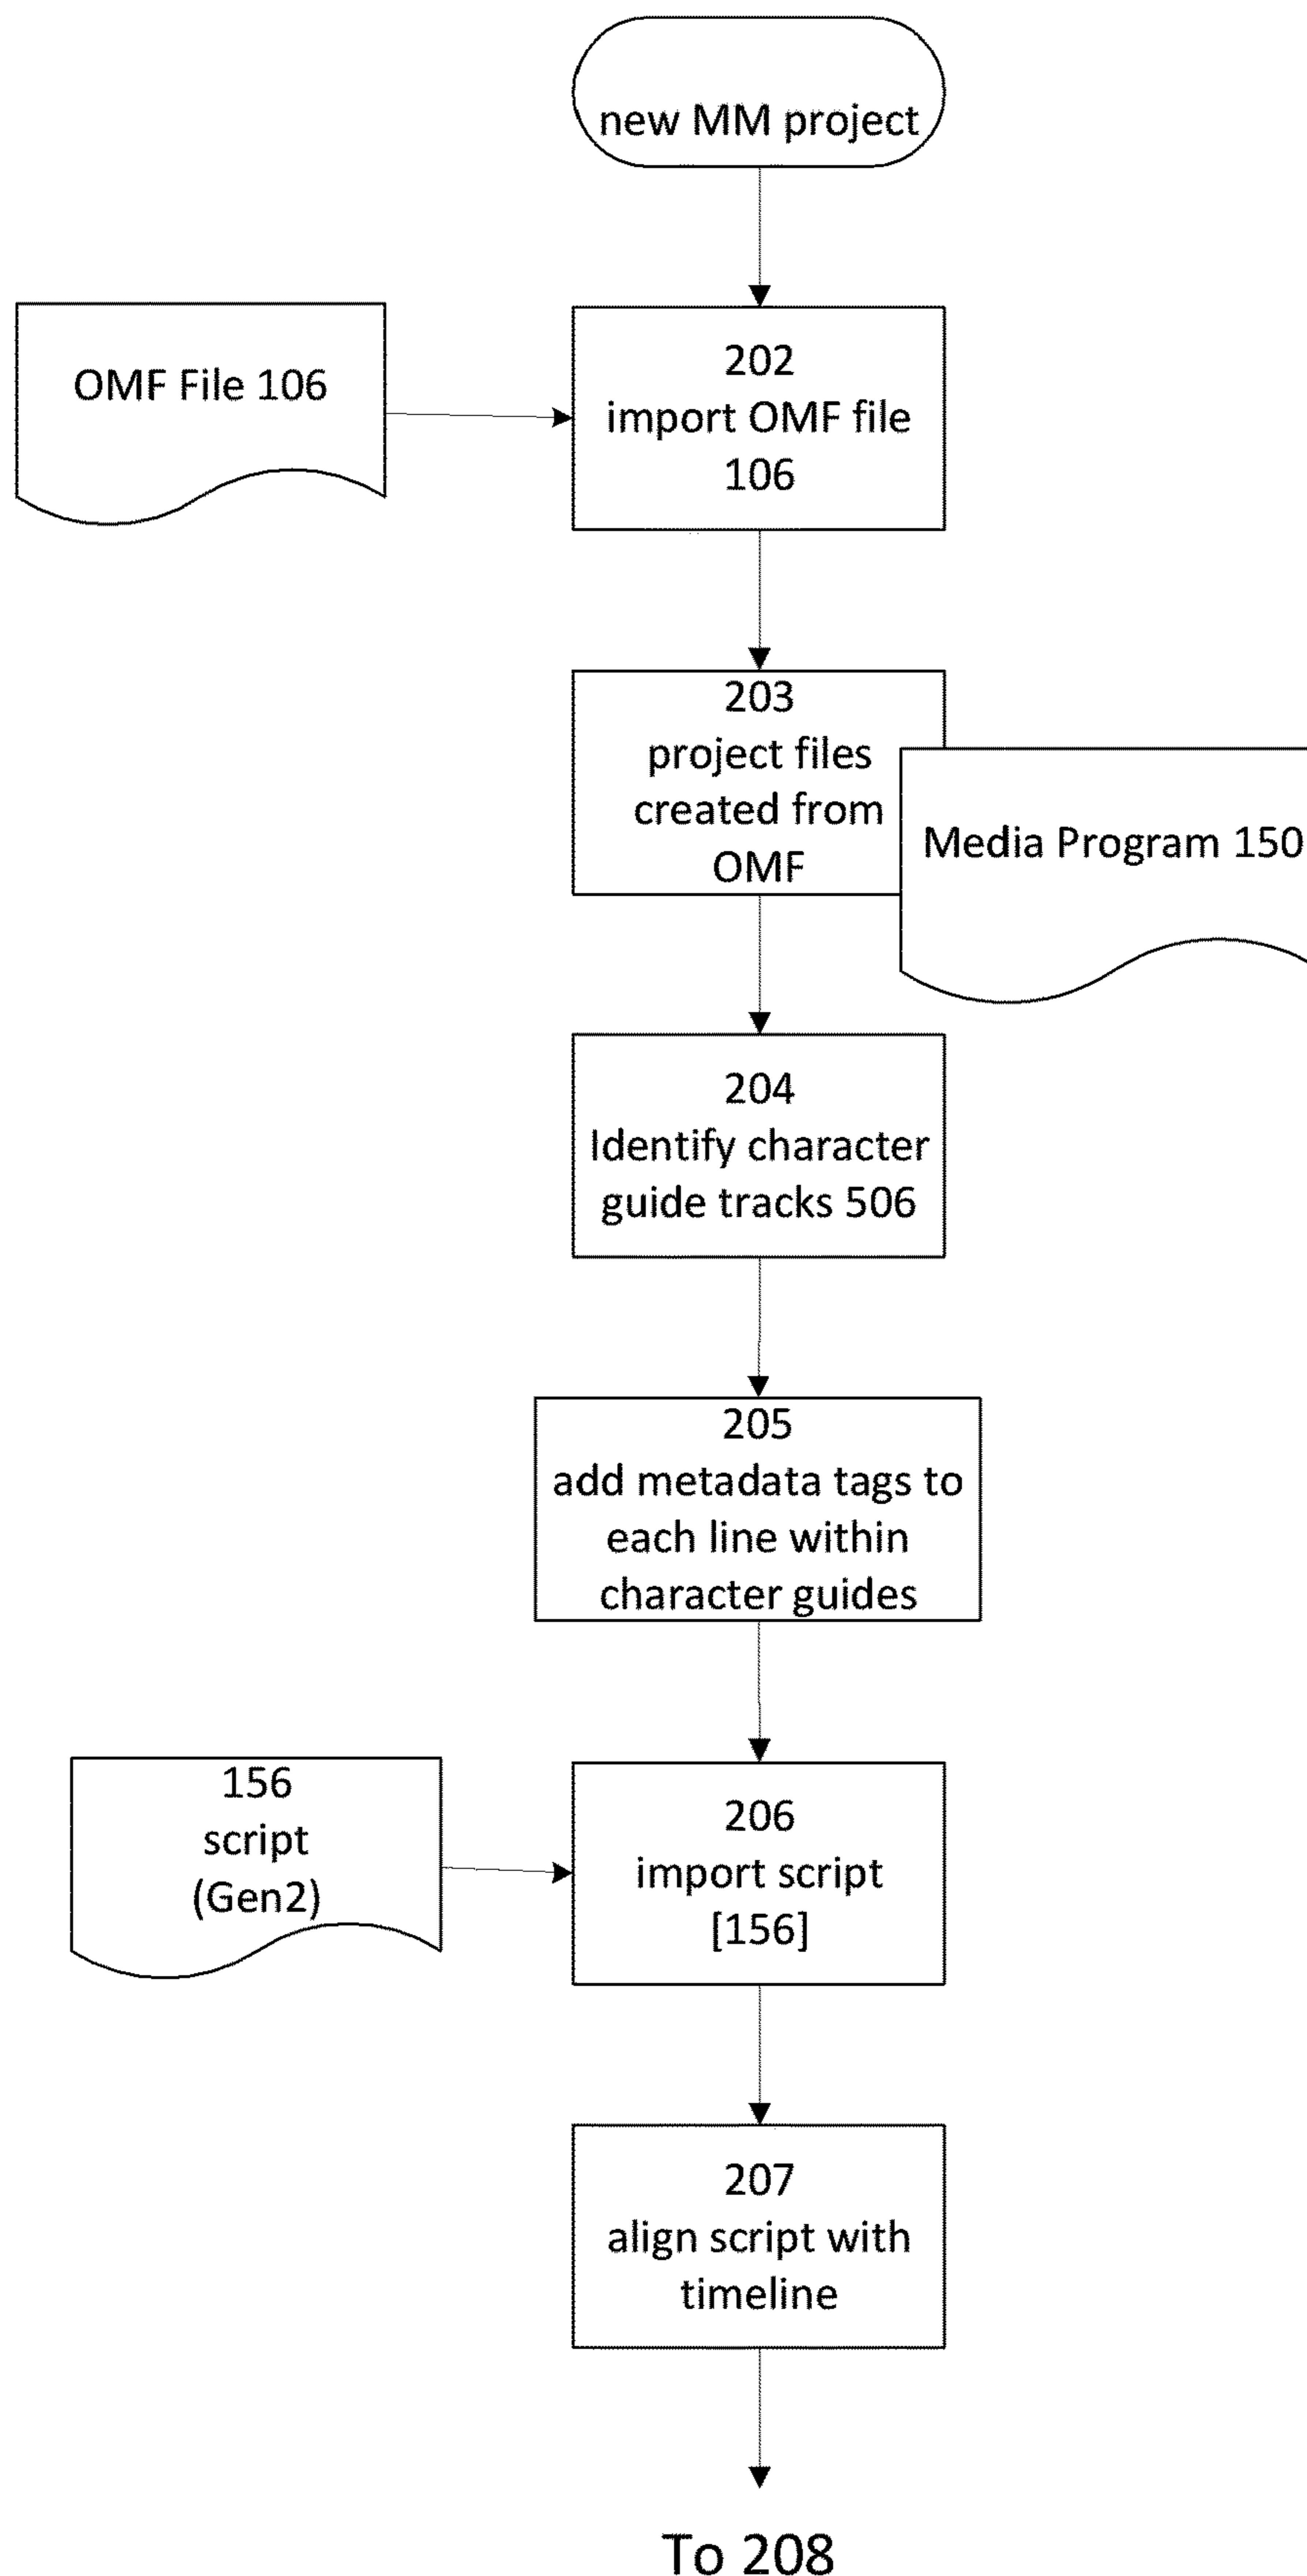 new MM project
OMF File 106
202
import OMF file
106
203
project files
created from
OMF
Media Program 150
204
Identify character
guide tracks 506
205
add metadata tags to
each line within
character guides
156
script
(Gen2)
206
import script
[156]
207
align script with
timeline
To 208